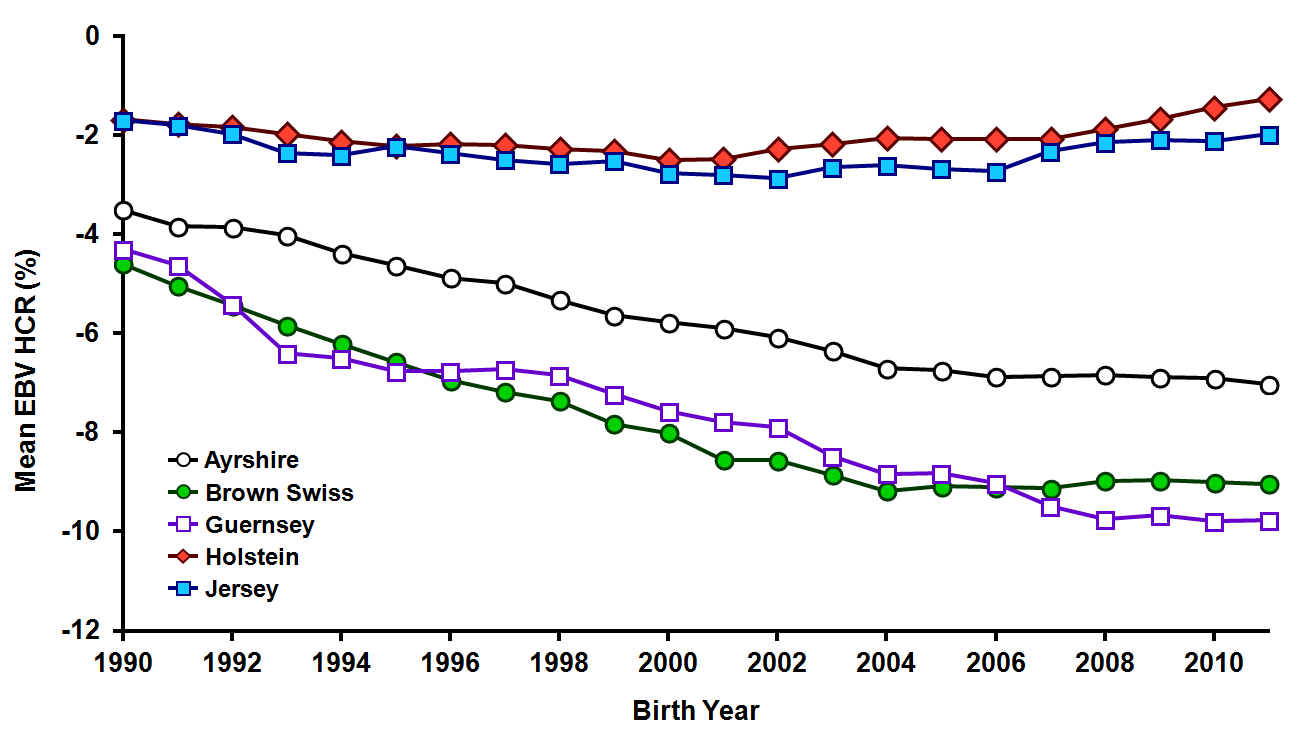 0
-2
-4
-6
-8
-10
-12
Mean EBV HCR (%)
Ayrshire
Brown Swiss
Guernsey
Holstein
Jersey
1990 1992 1994 1996 1998 2000 2002 2004 2006 2008 2010
Birth Year